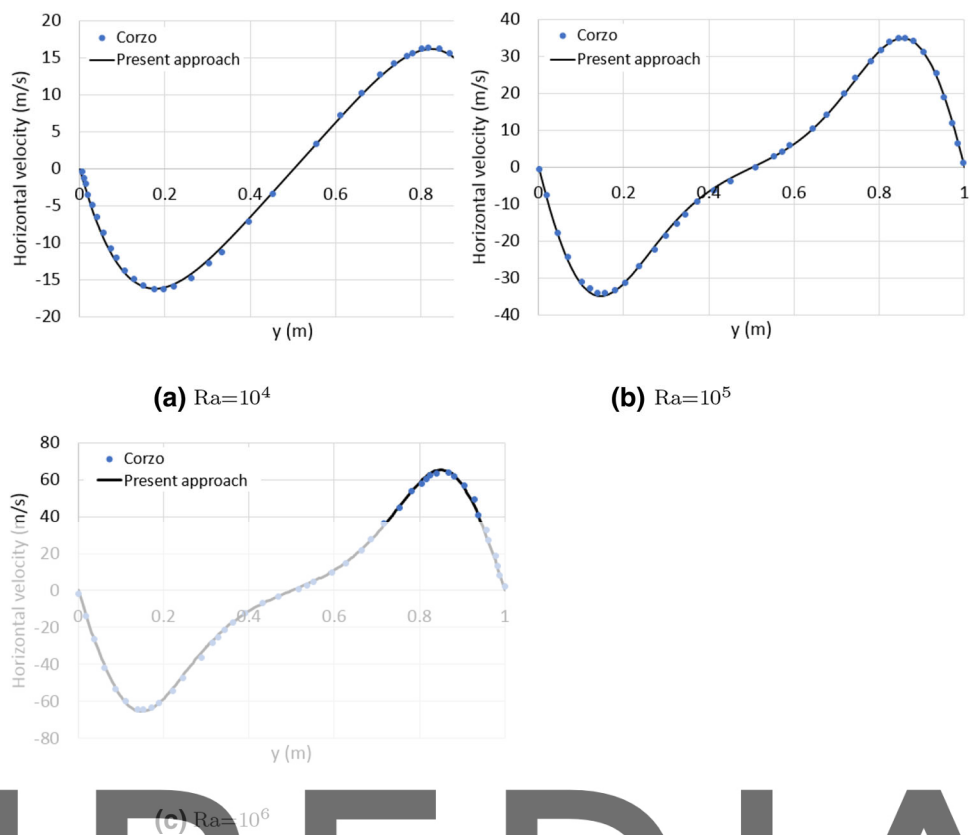 Corzo
Present approach
Horizontal velocity (m/s)
20
15
10
5
0
-5
-10
-15
-20
0
0.2
0.4
0.6
0.8
y (m)
(a) Ra=10⁴
Corzo
Present approach
Horizontal velocity (m/s)
40
30
20
10
0
-10
-20
-30
-40
0
0.2
0.4
0.6
0.8
1
y (m)
(b) Ra=10⁵
Corzo
Present approach
Horizontal velocity (m/s)
80
60
40
20
0
-20
-40
-60
-80
0.2
0.4
0.6
0.8
1
y (m)
(c) Ra=10⁶